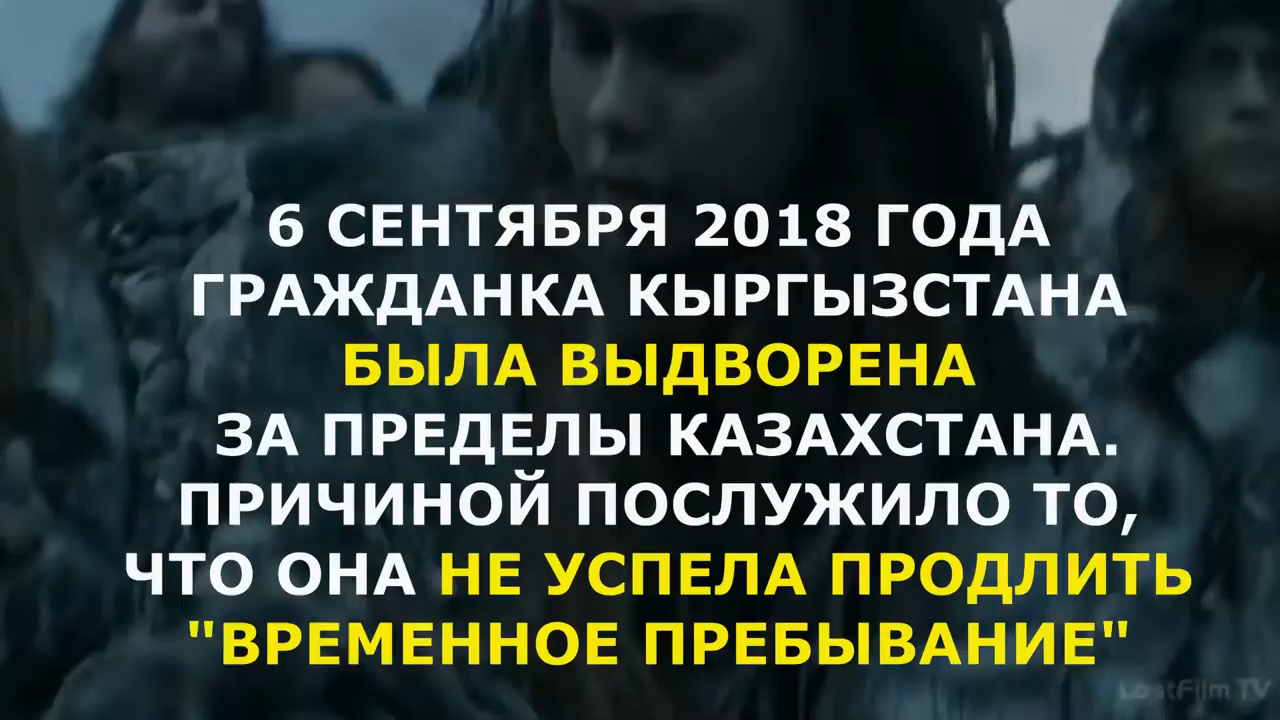 6 СЕНТЯБРЯ 2018 ГОДА
ГРАЖДАНКА КЫРГЫЗСТАНА
БЫЛА ВЫДВОРЕНА
ЗА ПРЕДЕЛЫ КАЗАХСТАНА.
ПРИЧИНОЙ ПОСЛУЖИЛО ТО,
ЧТО ОНА НЕ УСПЕЛА ПРОДЛИТЬ
"ВРЕМЕННОЕ ПРЕБЫВАНИЕ"
LostFilm TV